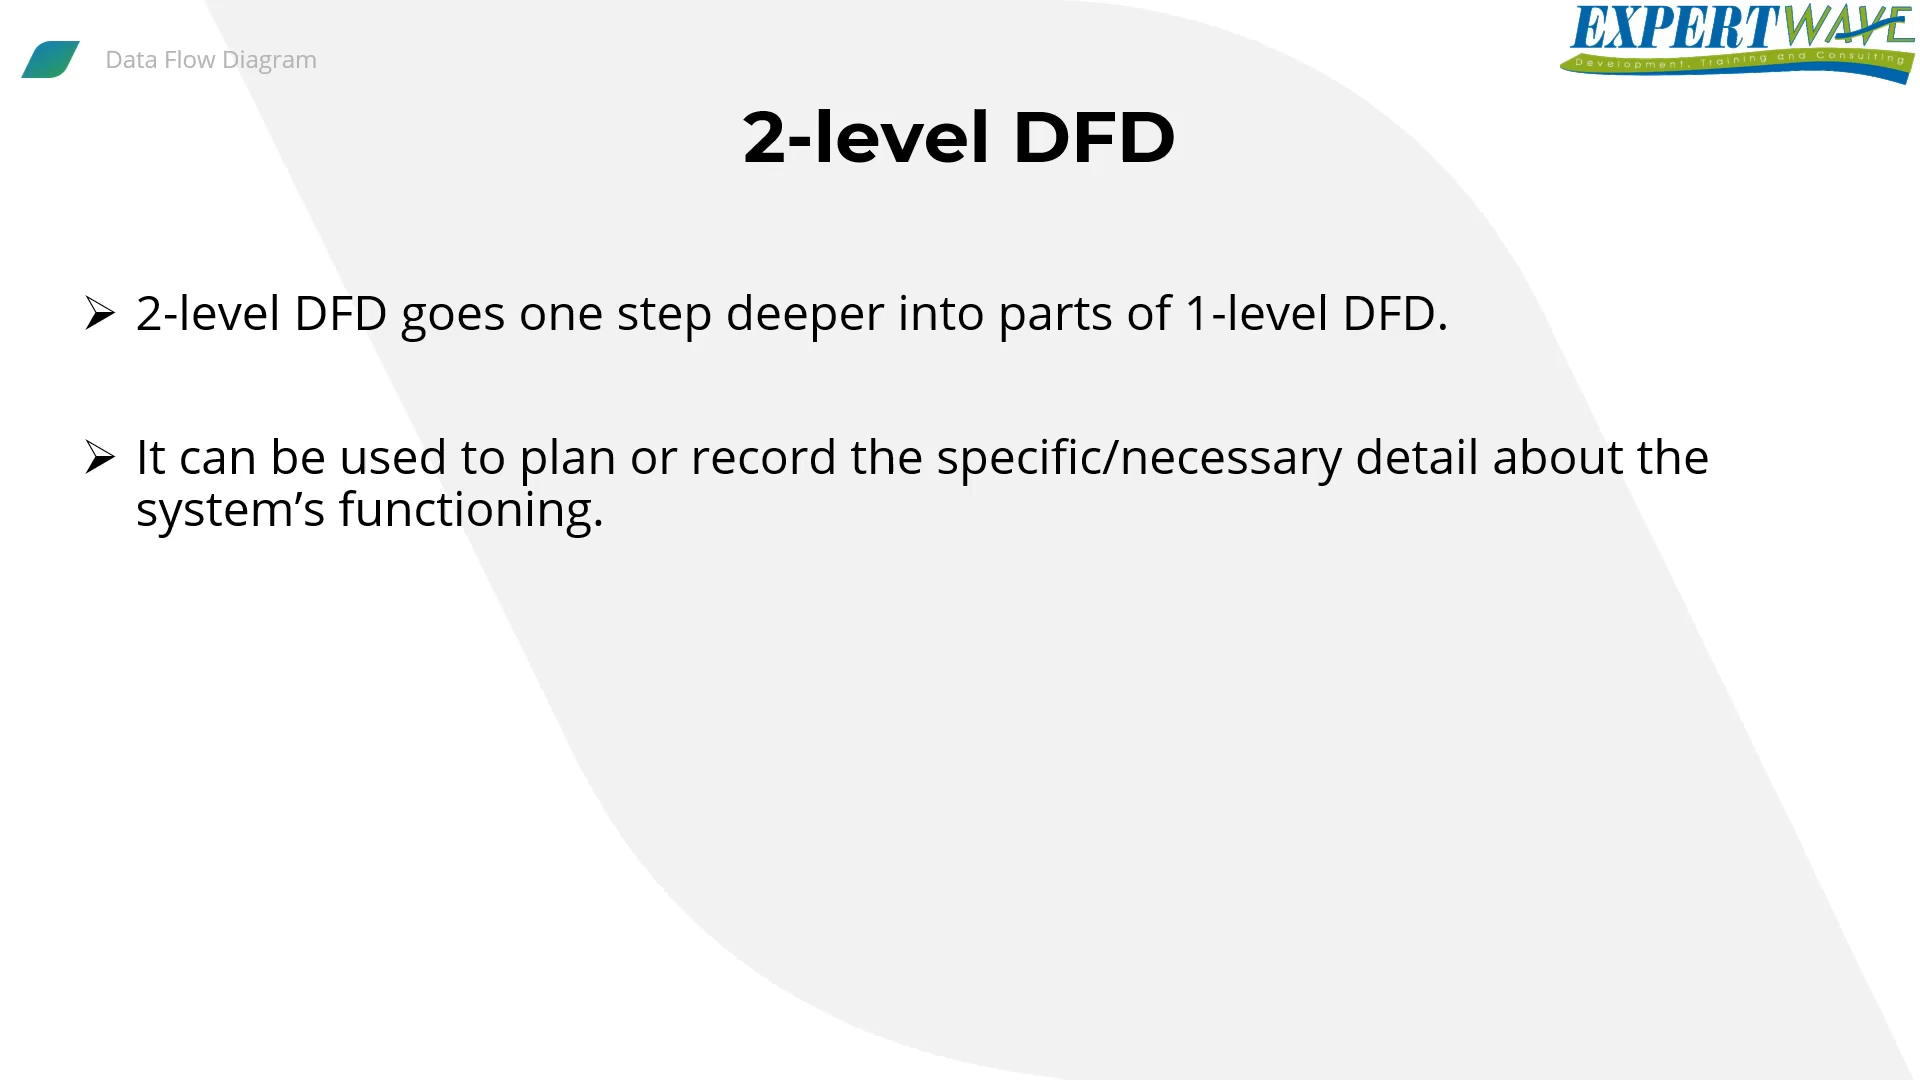 Data Flow Diagram
EXPERTWAVE
Development, Training and Consulting
2-level DFD
➢ 2-level DFD goes one step deeper into parts of 1-level DFD.
➢ It can be used to plan or record the specific/necessary detail about the
system’s functioning.